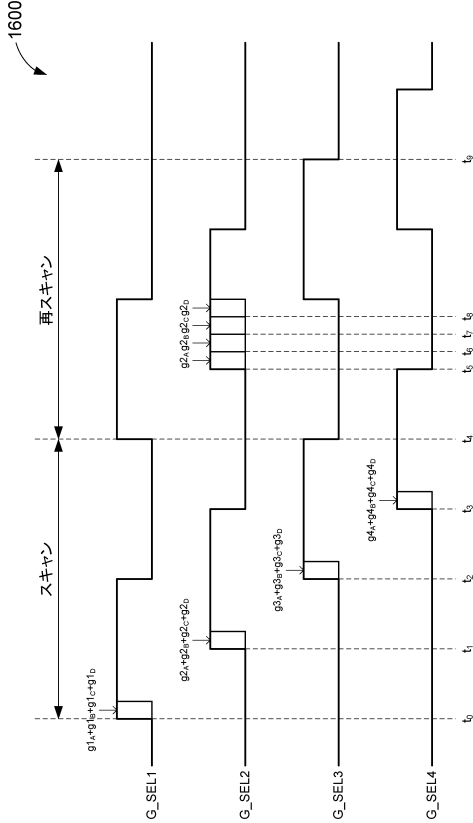 1600
スキャン
再スキャン
g1A+g1B+g1C+g1D
G_SEL1
g2A+g2B+g2C+g2D
g2A g2B g2C g2D
G_SEL2
g3A+g3B+g3C+g3D
G_SEL3
g4A+g4B+g4C+g4D
G_SEL4
t0 t1 t2 t3 t4 t5 t6 t7 t8 t9